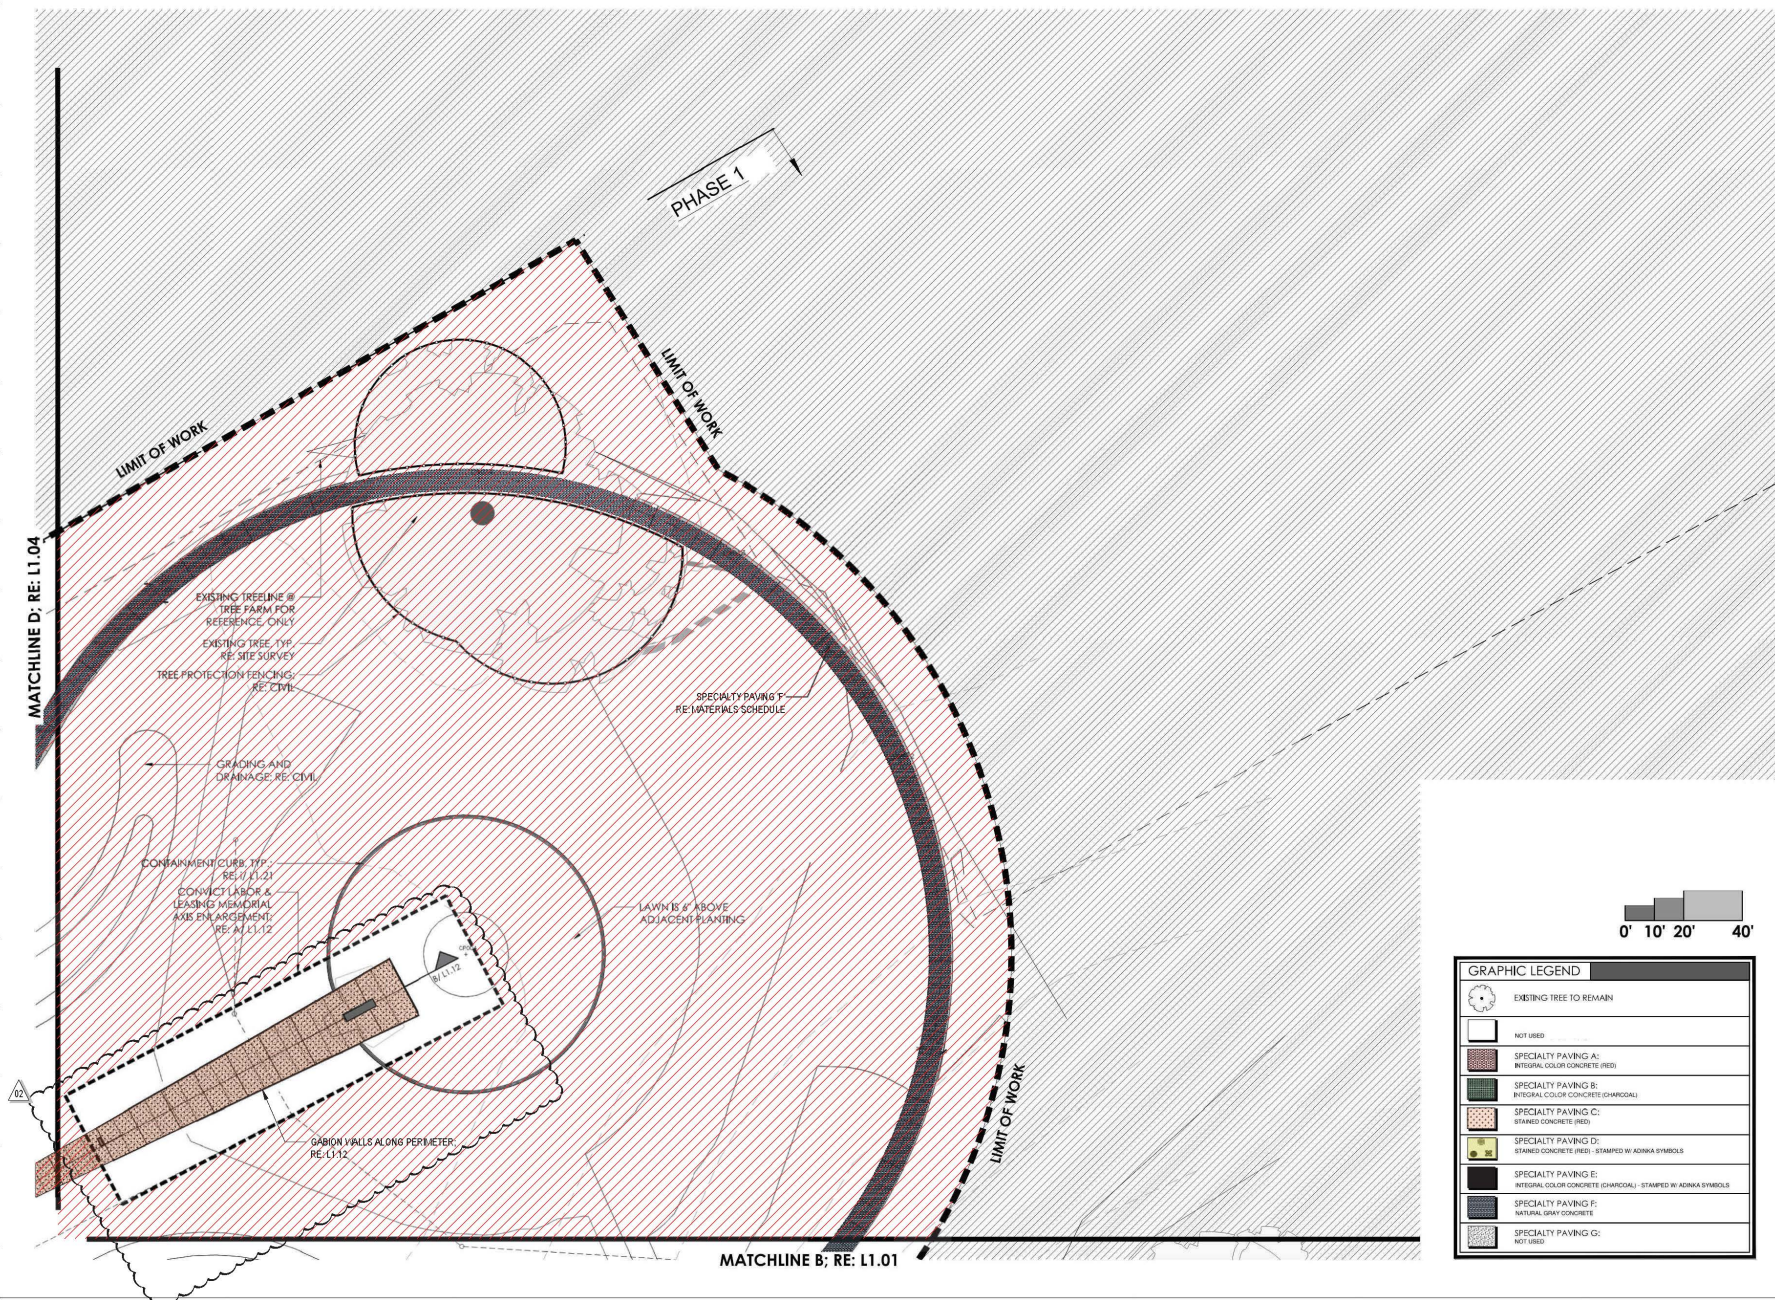 PHASE 1
LIMIT OF WORK
LIMIT OF WORK
MATCHLINE D; RE: L1.04
EXISTING TREELINE @
TREE FARM FOR
REFERENCE, ONLY
EXISTING TREE, TYP.
RE: SITE SURVEY
TREE PROTECTION FENCING;
RE: CIVIL
SPECIALTY PAVING 'F'
RE: MATERIALS SCHEDULE
GRADING AND
DRAINAGE; RE: CIVIL
CONTAINMENT CURB, TYP.;
RE: I/ L1.21
CONVICT LABOR &
LEASING MEMORIAL
AXIS ENLARGEMENT;
RE: A/ L1.12
LAWN IS 6" ABOVE
ADJACENT PLANTING
B/ L1.12
02
GABION WALLS ALONG PERIMETER;
RE: L1.12
LIMIT OF WORK
MATCHLINE B; RE: L1.01
0' 10' 20' 40'
GRAPHIC LEGEND
EXISTING TREE TO REMAIN
NOT USED
SPECIALTY PAVING A:
INTEGRAL COLOR CONCRETE (RED)
SPECIALTY PAVING B:
INTEGRAL COLOR CONCRETE (CHARCOAL)
SPECIALTY PAVING C:
STAINED CONCRETE (RED)
SPECIALTY PAVING D:
STAINED CONCRETE (RED) - STAMPED W/ ADINKA SYMBOLS
SPECIALTY PAVING E:
INTEGRAL COLOR CONCRETE (CHARCOAL) - STAMPED W/ ADINKA SYMBOLS
SPECIALTY PAVING F:
NATURAL GRAY CONCRETE
SPECIALTY PAVING G:
NOT USED